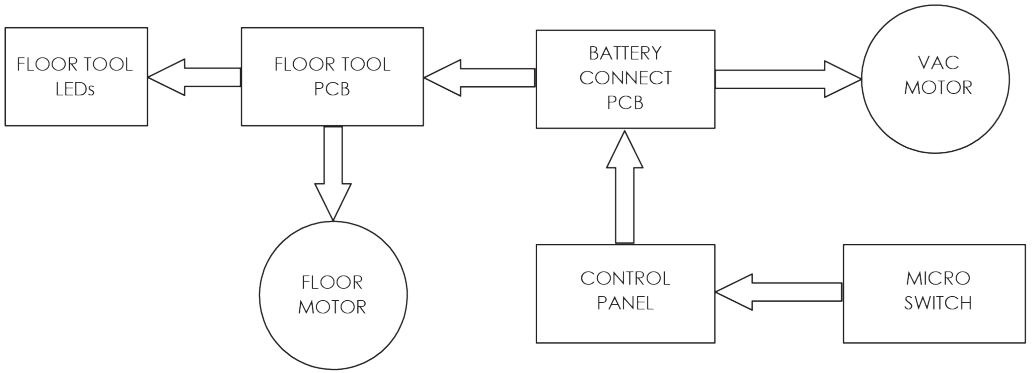 FLOOR TOOL
LEDs
FLOOR TOOL
PCB
BATTERY
CONNECT
PCB
VAC
MOTOR
FLOOR
MOTOR
CONTROL
PANEL
MICRO
SWITCH